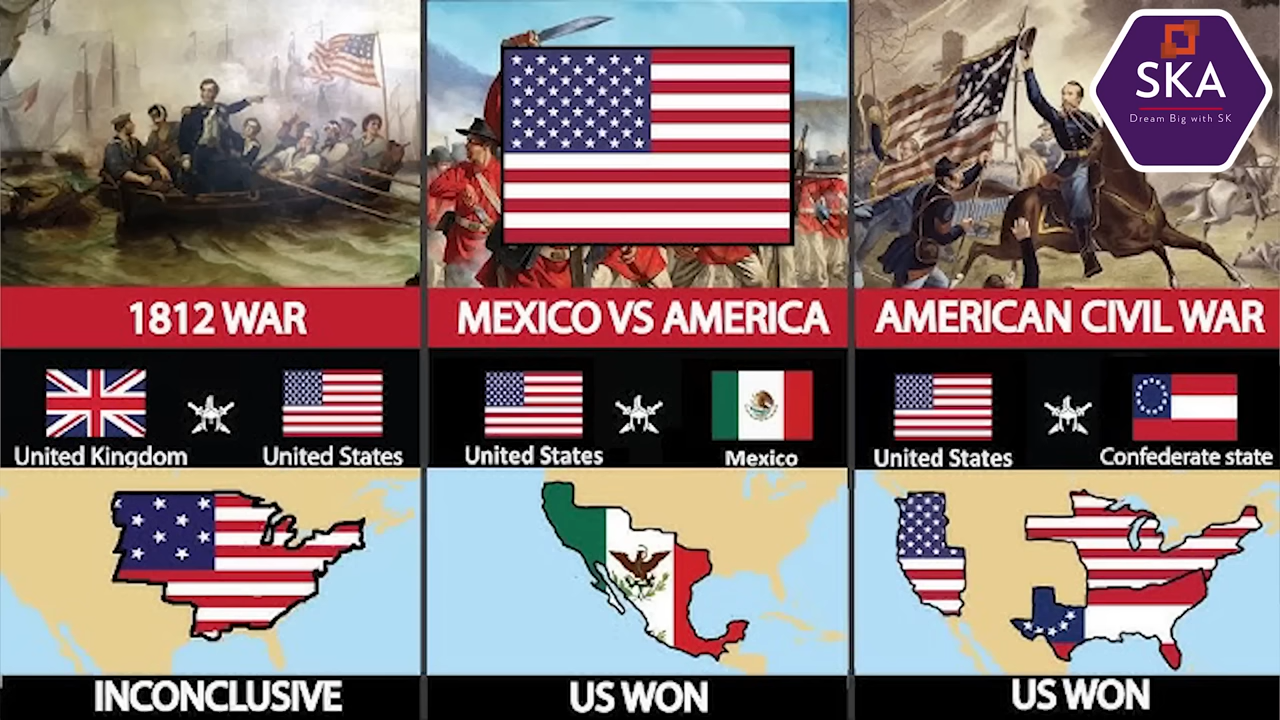 SKA
Dream Big with SK
1812 WAR
MEXICO VS AMERICA
AMERICAN CIVIL WAR
United Kingdom
United States
United States
Mexico
United States
Confederate state
INCONCLUSIVE
US WON
US WON